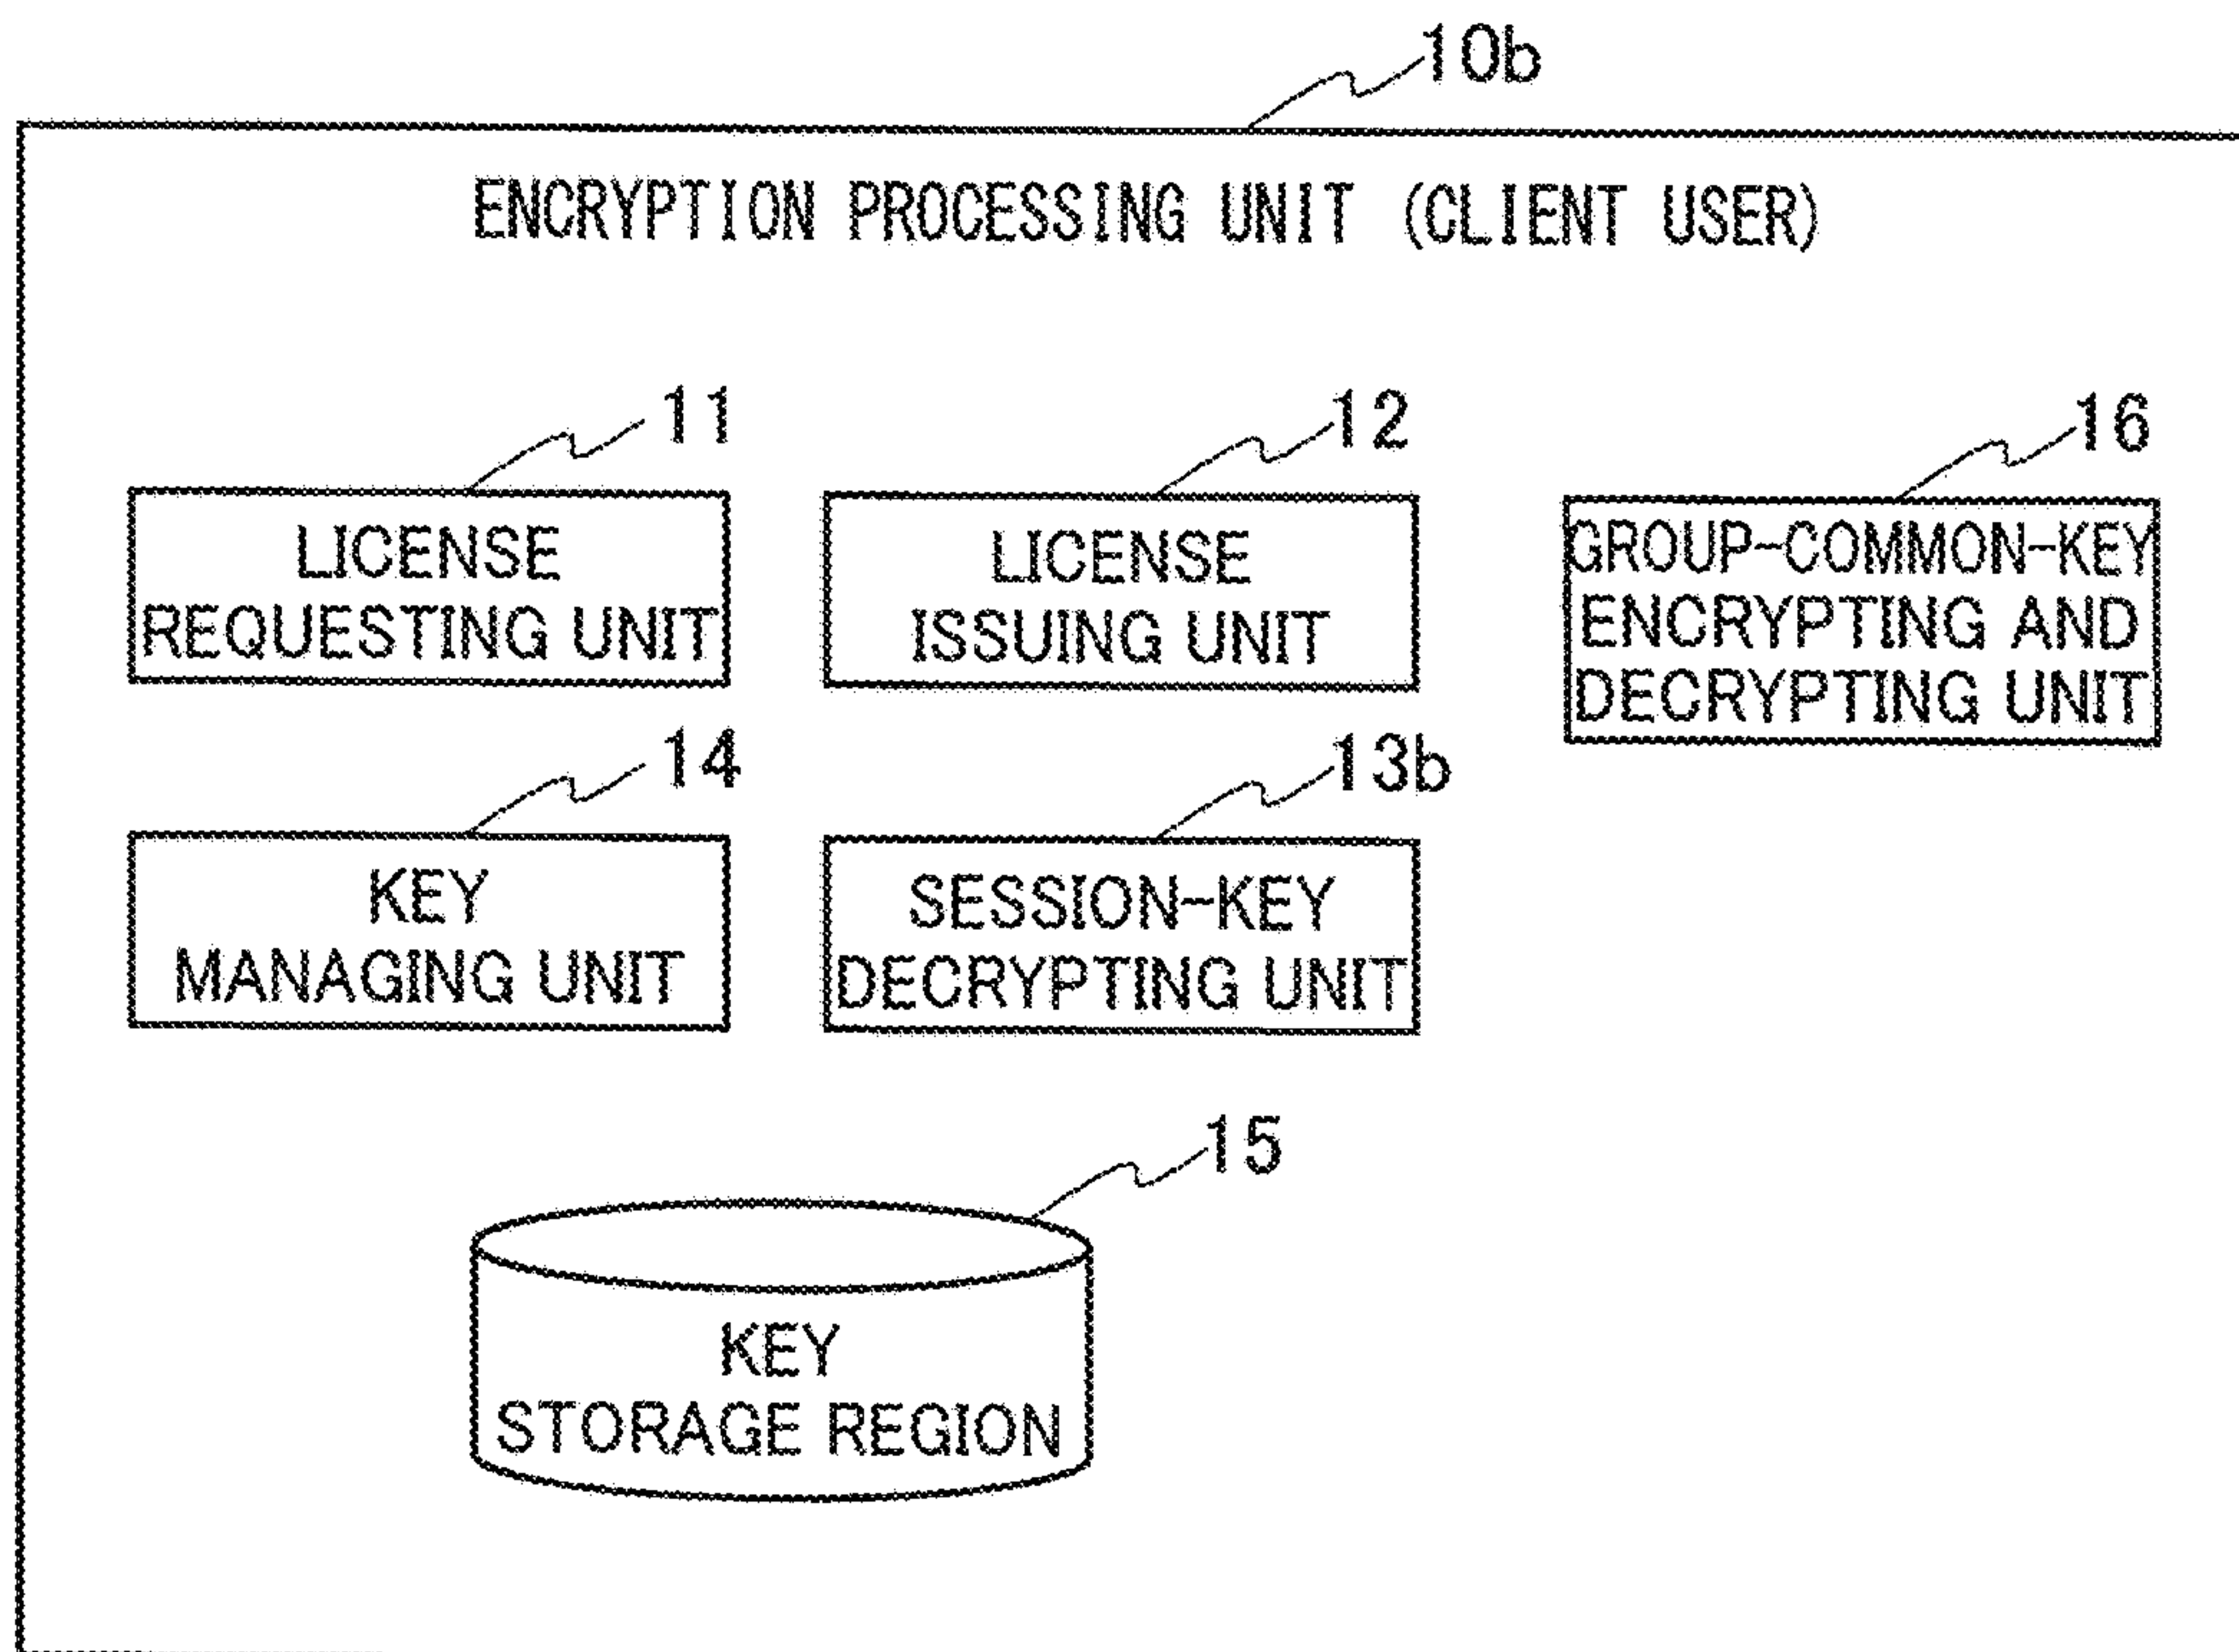 10b
ENCRYPTION PROCESSING UNIT (CLIENT USER)
11
LICENSE
REQUESTING UNIT
12
LICENSE
ISSUING UNIT
16
GROUP-COMMON-KEY
ENCRYPTING AND
DECRYPTING UNIT
14
KEY
MANAGING UNIT
13b
SESSION-KEY
DECRYPTING UNIT
15
KEY
STORAGE REGION